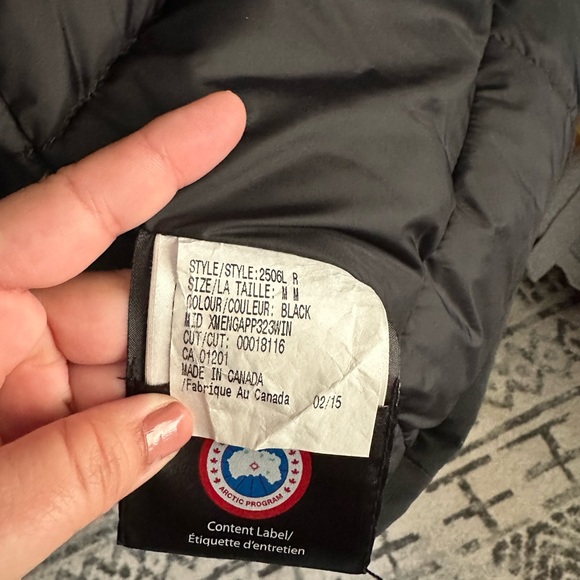 STYLE/STYLE:2506L R
SIZE/LA TAILLE: M M
COLOUR/COULEUR: BLACK
MID XMENGAPP323WIN
CUT/CUT: 00018116
CA 01201
MADE IN CANADA
/Fabrique Au Canada 02/15
ARCTIC PROGRAM
Content Label/
Étiquette d'entretien